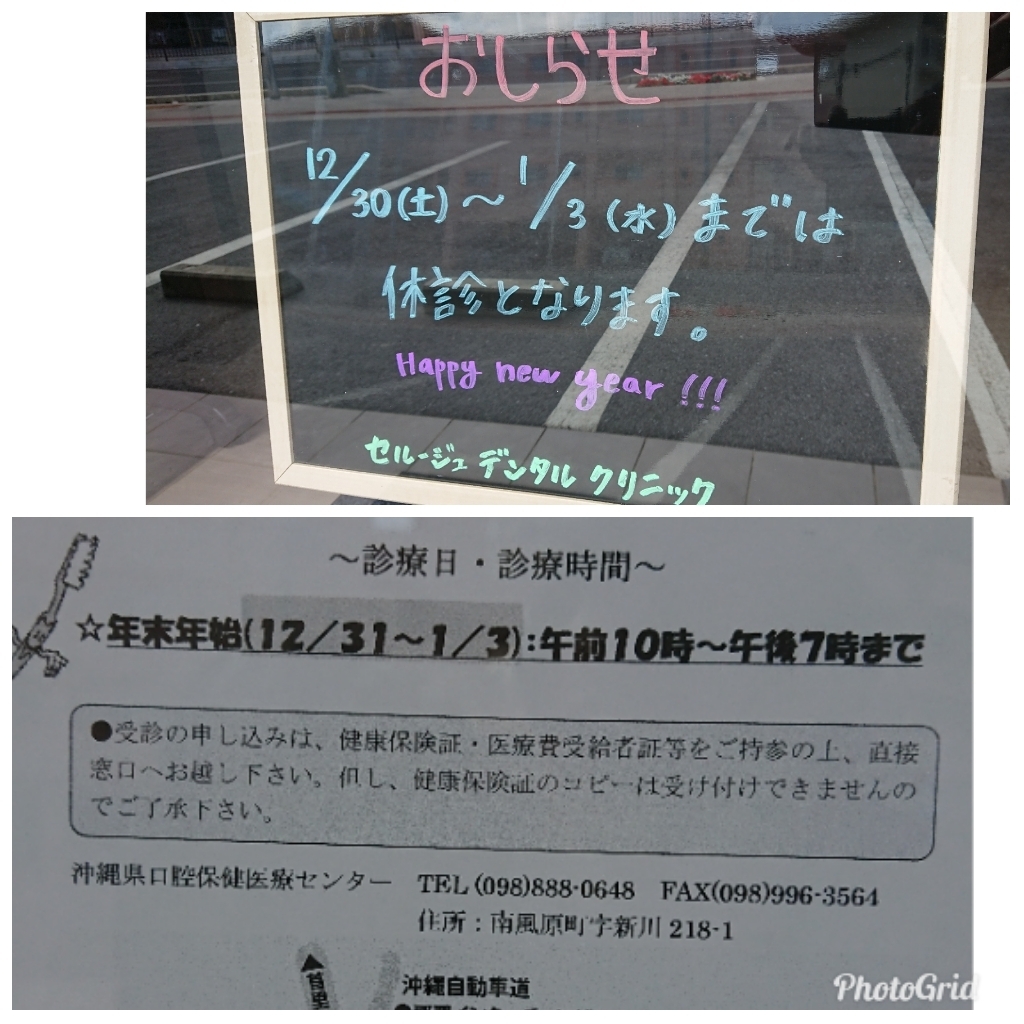 おしらせ
12/30(土)～1/3(水)までは
休診となります。
Happy new year !!!
セルージュ デンタル クリニック
～診療日・診療時間～
☆年末年始(12／31～1／3):午前10時～午後7時まで
●受診の申し込みは、健康保険証・医療費受給者証等をご持参の上、直接
窓口へお越し下さい。但し、健康保険証のコピーは受け付けできませんの
でご了承下さい。
沖縄県口腔保健医療センター TEL(098)888-0648 FAX(098)996-3564
住所：南風原町字新川 218-1
首里
沖縄自動車道
PhotoGrid